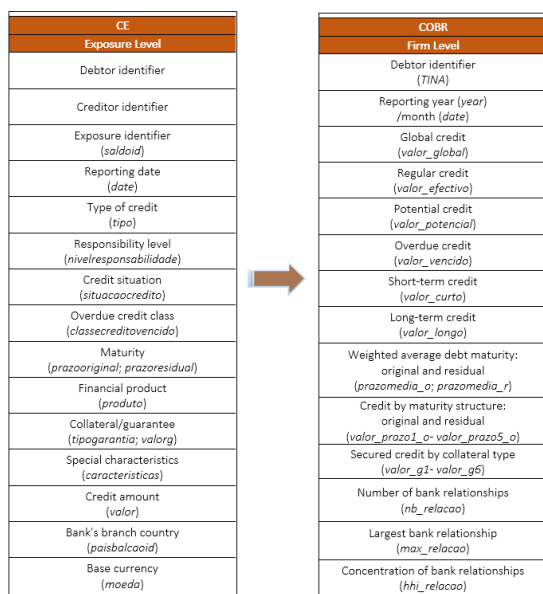 CE
Exposure Level
Debtor identifier
Creditor identifier
Exposure identifier
(saldoid)
Reporting date
(date)
Type of credit
(tipo)
Responsibility level
(nivelresponsabilidade)
Credit situation
(situacaocredito)
Overdue credit class
(classecreditovencido)
Maturity
(prazooriginal; prazoresidual)
Financial product
(produto)
Collateral/guarantee
(tipogarantia; valorg)
Special characteristics
(caracteristicas)
Credit amount
(valor)
Bank's branch country
(paisbalcaoid)
Base currency
(moeda)
COBR
Firm Level
Debtor identifier
(TINA)
Reporting year (year)
/month (date)
Global credit
(valor_global)
Regular credit
(valor_efectivo)
Potential credit
(valor_potencial)
Overdue credit
(valor_vencido)
Short-term credit
(valor_curto)
Long-term credit
(valor_longo)
Weighted average debt maturity:
original and residual
(prazomedia_o; prazomedia_r)
Credit by maturity structure:
original and residual
(valor_prazo1_o- valor_prazo5_o)
Secured credit by collateral type
(valor_g1- valor_g6)
Number of bank relationships
(nb_relacao)
Largest bank relationship
(max_relacao)
Concentration of bank relationships
(hhi_relacao)